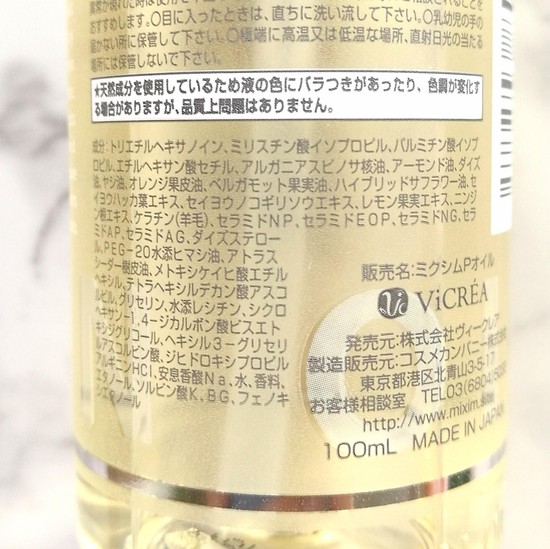 おすすめします。○目に入ったときは、直ちに洗い流して下さい。○乳幼児の手の
届かない所に保管して下さい。○極端に高温又は低温な場所、直射日光の当たる
場所には保管しないで下さい。
★天然成分を使用しているため液の色にバラつきがあったり、色調が変化す
る場合がありますが、品質上問題はありません。
成分:トリエチルヘキサノイン、ミリスチン酸イソプロピル、パルミチン酸イソプ
ロピル、エチルヘキサン酸セチル、アルガニアスピノサ核油、アーモンド油、ダイズ
油、ヤシ油、オレンジ果皮油、ベルガモット果実油、ハイブリッドサフラワー油、セ
イヨウハッカ葉エキス、セイヨウノコギリソウエキス、レモン果実エキス、ニンジ
ン根エキス、ケラチン(羊毛)、セラミドNP、セラミドEOP、セラミドNG、セラ
ミドAP、セラミドAG、ダイズステロー
ル、PEG-20水添ヒマシ油、アトラス
シーダー樹皮油、メトキシケイヒ酸エチル
ヘキシル、テトラヘキシルデカン酸アスコ
ルビル、グリセリン、水添レシチン、シクロ
ヘキサン-1,4-ジカルボン酸ビスエト
キシジグリコール、ヘキシル3-グリセリ
ルアスコルビン酸、ジヒドロキシプロピル
アルギニンHCl、安息香酸Na、水、香料、
エタノール、ソルビン酸K、BG、フェノキ
シエタノール
販売名:ミクシムPオイル
Vc ViCREA
発売元:株式会社ヴィークレア
製造販売元:コスメカンパニー株式会社
東京都港区北青山3-5-17
お客様相談室 TEL03(6804)
http://www.mixim.
100mL MADE IN JAPAN